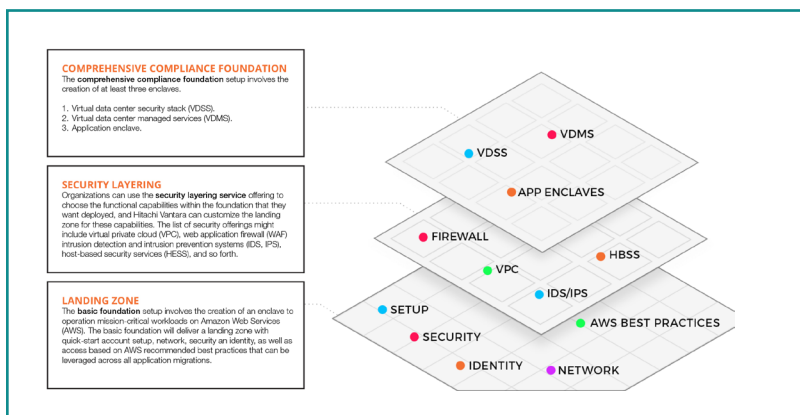 COMPREHENSIVE COMPLIANCE FOUNDATION
The comprehensive compliance foundation setup involves the
creation of at least three enclaves.
1. Virtual data center security stack (VDSS).
2. Virtual data center managed services (VDMS).
3. Application enclave.
SECURITY LAYERING
Organizations can use the security layering service offering to
choose the functional capabilities within the foundation that they
want deployed, and Hitachi Vantara can customize the landing
zone for these capabilities. The list of security offerings might
include virtual private cloud (VPC), web application firewall (WAF)
intrusion detection and intrusion prevention systems (IDS, IPS),
host-based security services (HESS), and so forth.
LANDING ZONE
The basic foundation setup involves the creation of an enclave to
operation mission-critical workloads on Amazon Web Services
(AWS). The basic foundation will deliver a landing zone with
quick-start account setup, network, security an identity, as well as
access based on AWS recommended best practices that can be
leveraged across all application migrations.
VDMS
VDSS
APP ENCLAVES
FIREWALL
HBSS
VPC
IDS/IPS
SETUP
AWS BEST PRACTICES
SECURITY
IDENTITY
NETWORK